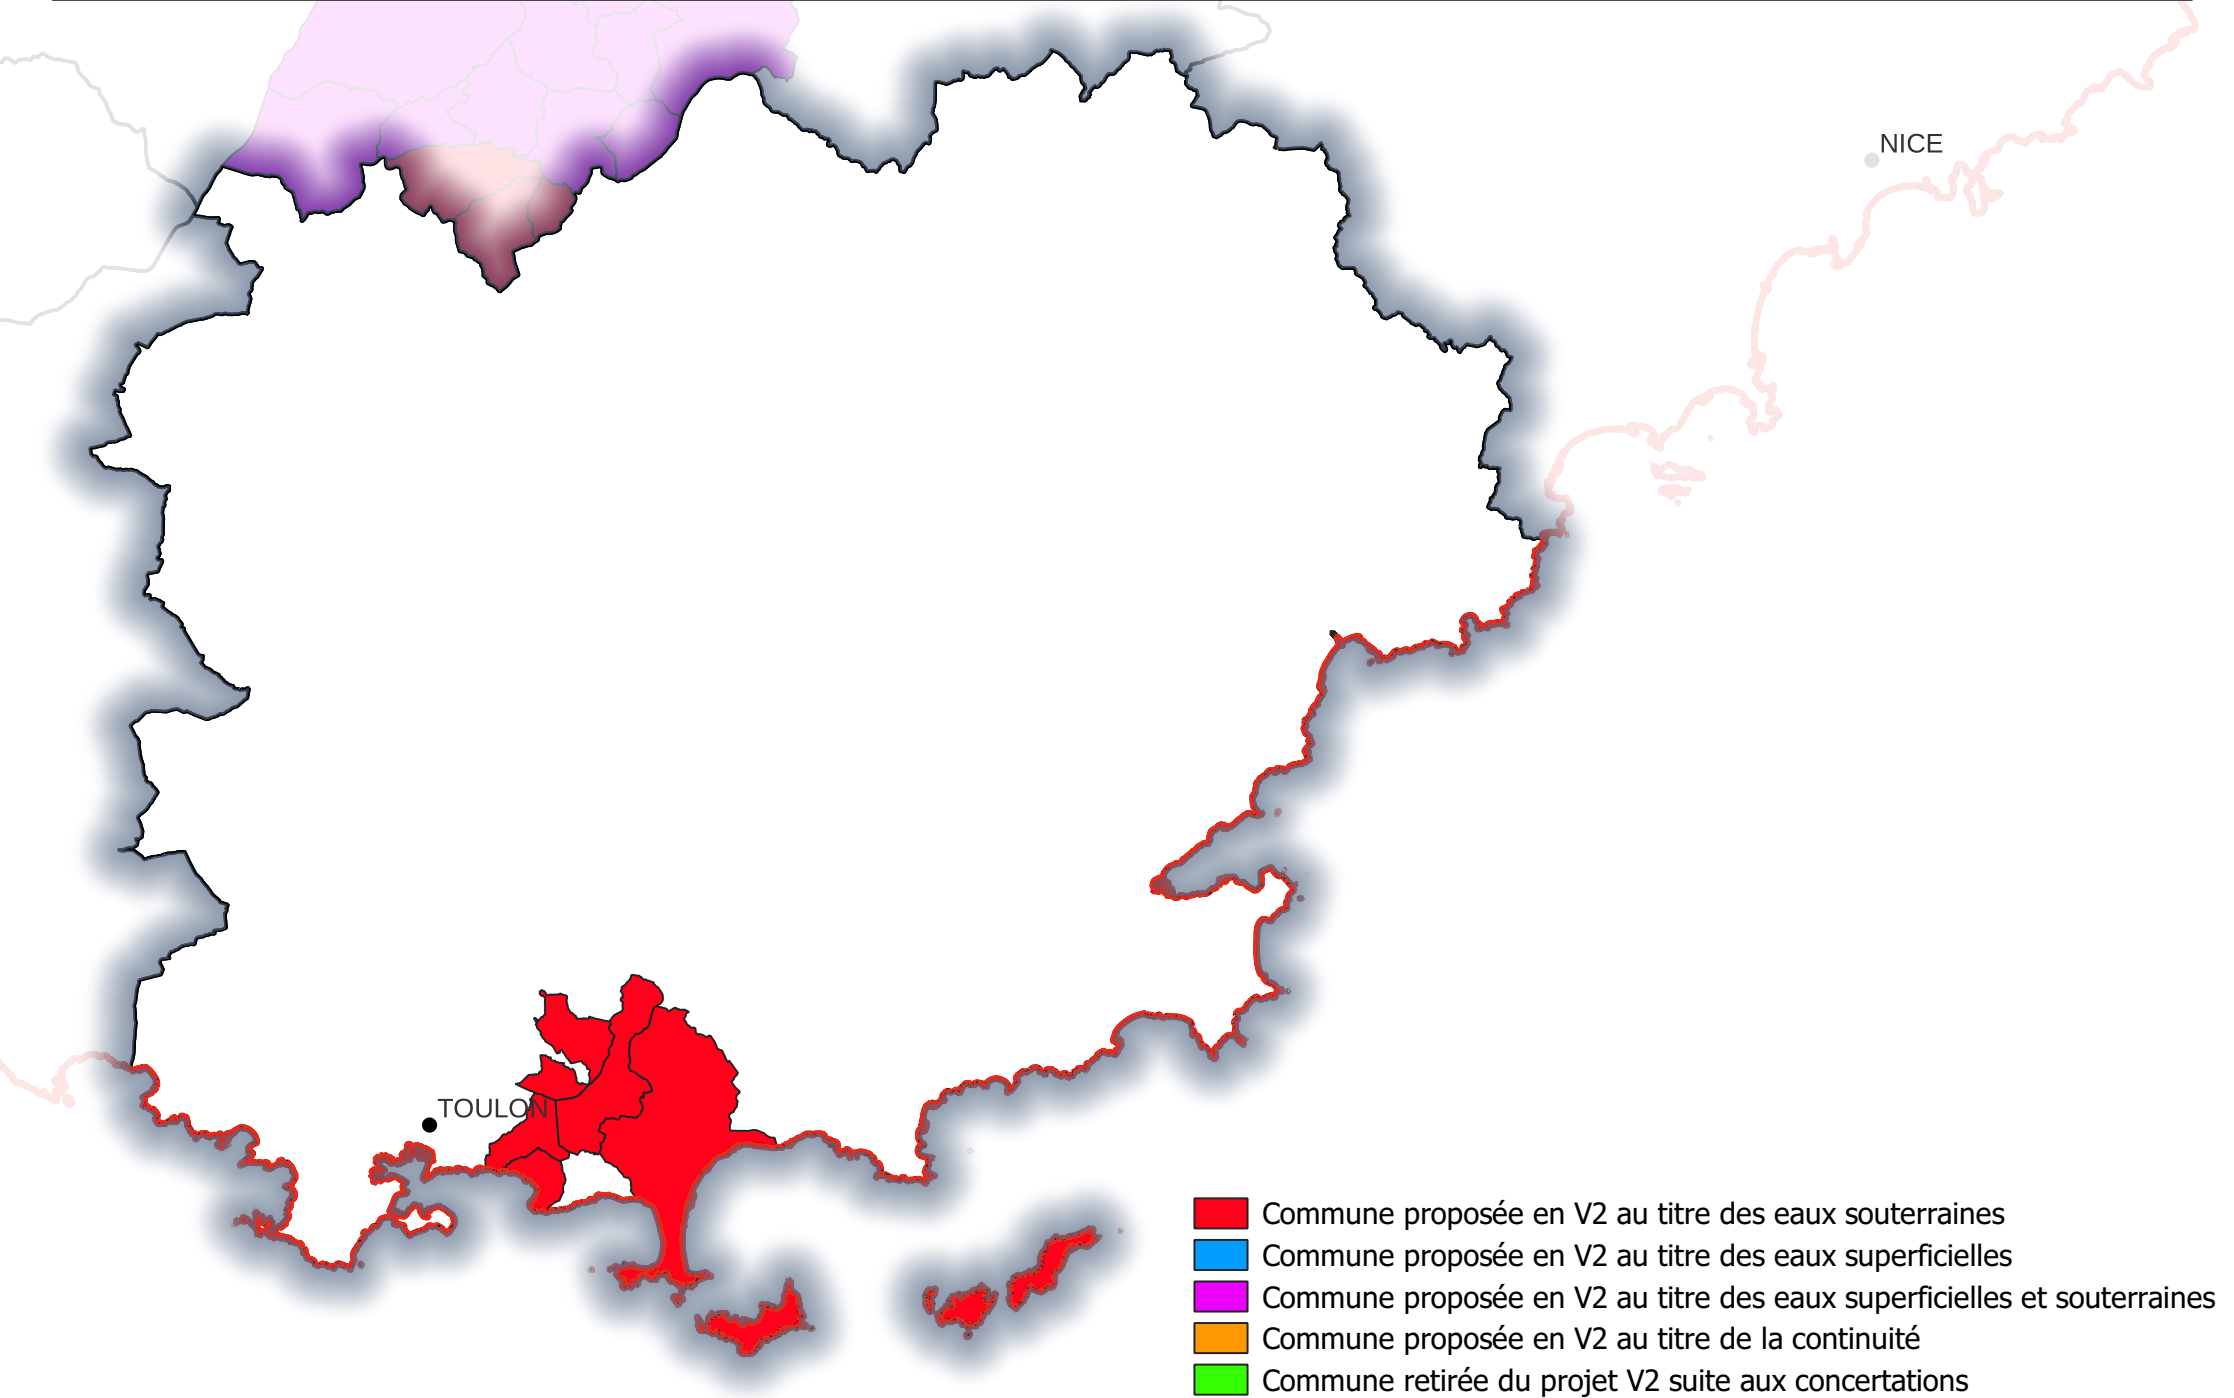 NICE
TOULON
Commune proposée en V2 au titre des eaux souterraines
Commune proposée en V2 au titre des eaux superficielles
Commune proposée en V2 au titre des eaux superficielles et souterraines
Commune proposée en V2 au titre de la continuité
Commune retirée du projet V2 suite aux concertations